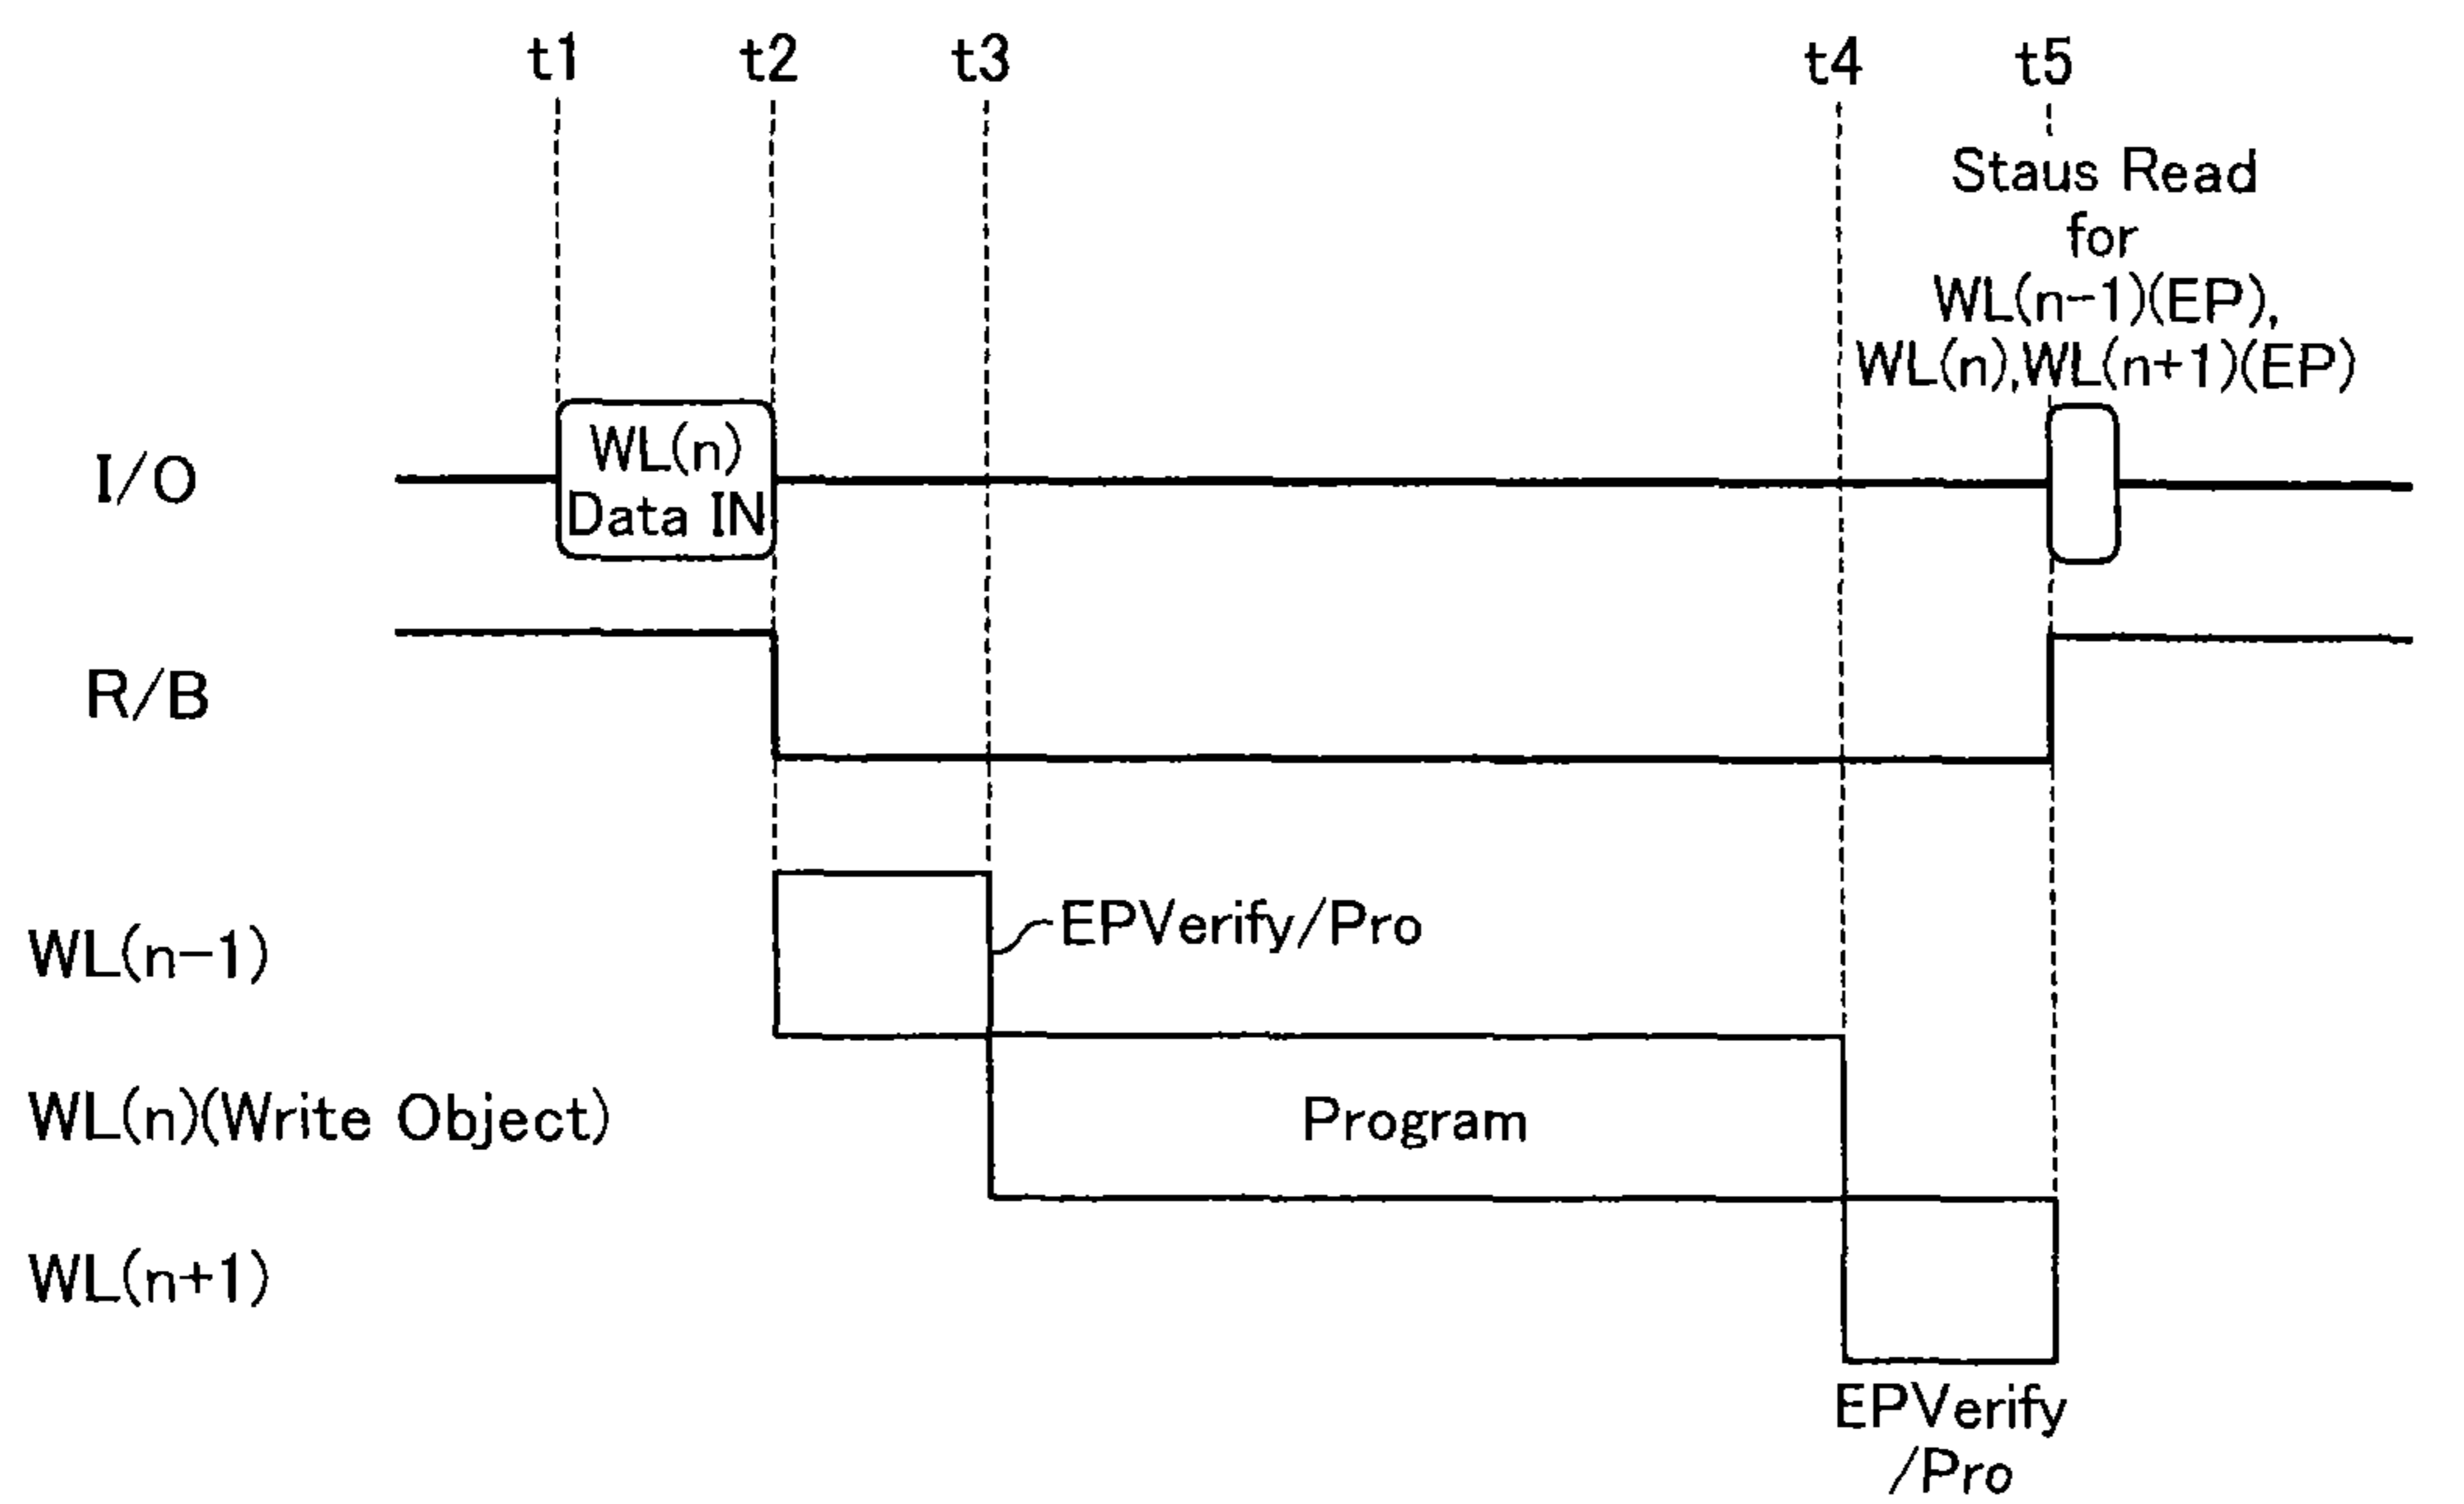 t1 t2 t3 t4 t5
Staus Read
for
WL(n-1)(EP),
WL(n),WL(n+1)(EP)
I/O
WL(n)
Data IN
R/B
WL(n-1)
EPVerify/Pro
WL(n)(Write Object)
Program
WL(n+1)
EPVerify
/Pro